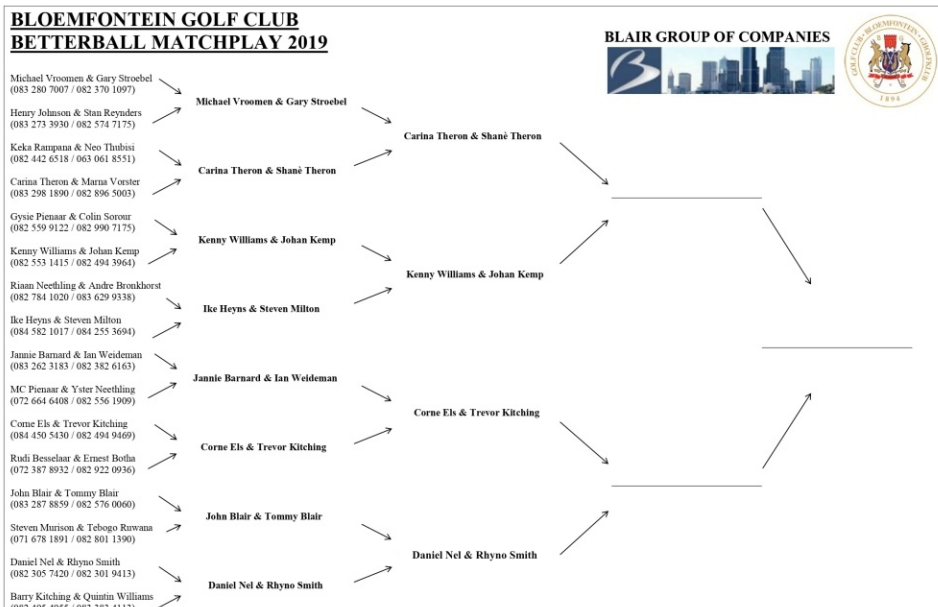 BLOEMFONTEIN GOLF CLUB
BETTERBALL MATCHPLAY 2019
BLAIR GROUP OF COMPANIES
B
GOLFCLUB · BLOEMFONTEIN · GHOLFKLUB
1894
Michael Vroomen & Gary Stroebel
(083 280 7007 / 082 370 1097)
Henry Johnson & Stan Reynders
(083 273 3930 / 082 574 7175)
Keka Rampana & Neo Thubisi
(082 442 6518 / 063 061 8551)
Carina Theron & Marna Vorster
(083 298 1890 / 082 896 5003)
Gysie Pienaar & Colin Sorour
(082 559 9122 / 082 990 7175)
Kenny Williams & Johan Kemp
(082 553 1415 / 082 494 3964)
Riaan Neethling & Andre Bronkhorst
(082 784 1020 / 083 629 9338)
Ike Heyns & Steven Milton
(084 582 1017 / 084 255 3694)
Jannie Barnard & Ian Weideman
(083 262 3183 / 082 382 6163)
MC Pienaar & Yster Neethling
(072 664 6408 / 082 556 1909)
Corne Els & Trevor Kitching
(084 450 5430 / 082 494 9469)
Rudi Besselaar & Ernest Botha
(072 387 8932 / 082 922 0936)
John Blair & Tommy Blair
(083 287 8859 / 082 576 0060)
Steven Murison & Tebogo Ruwana
(071 678 1891 / 082 801 1390)
Daniel Nel & Rhyno Smith
(082 305 7420 / 082 301 9413)
Barry Kitching & Quintin Williams
Michael Vroomen & Gary Stroebel
Carina Theron & Shanè Theron
Kenny Williams & Johan Kemp
Ike Heyns & Steven Milton
Jannie Barnard & Ian Weideman
Corne Els & Trevor Kitching
John Blair & Tommy Blair
Daniel Nel & Rhyno Smith
Carina Theron & Shanè Theron
Kenny Williams & Johan Kemp
Corne Els & Trevor Kitching
Daniel Nel & Rhyno Smith